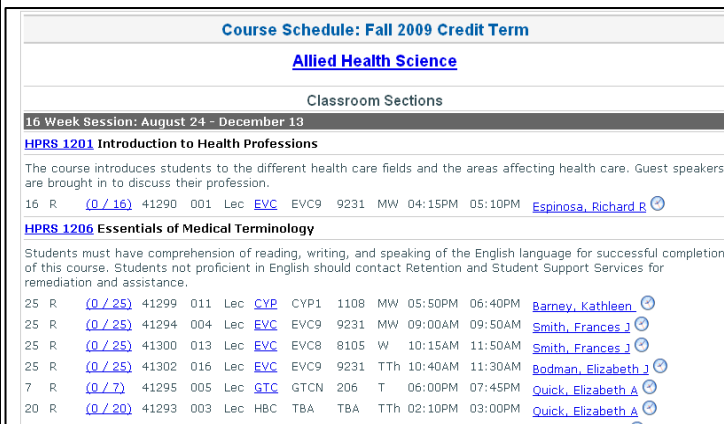 Course Schedule: Fall 2009 Credit Term
Allied Health Science
Classroom Sections
16 Week Session: August 24 - December 13
HPRS 1201 Introduction to Health Professions
The course introduces students to the different health care fields and the areas affecting health care. Guest speakers
are brought in to discuss their profession.
16 R (0 / 16) 41290 001 Lec EVC EVC9 9231 MW 04:15PM 05:10PM Espinosa, Richard R
HPRS 1206 Essentials of Medical Terminology
Students must have comprehension of reading, writing, and speaking of the English language for successful completion
of this course. Students not proficient in English should contact Retention and Student Support Services for
remediation and assistance.
25 R (0 / 25) 41299 011 Lec CYP CYP1 1108 MW 05:50PM 06:40PM Barney, Kathleen
25 R (0 / 25) 41294 004 Lec EVC EVC9 9231 MW 09:00AM 09:50AM Smith, Frances J
25 R (0 / 25) 41300 013 Lec EVC EVC8 8105 W 10:15AM 11:50AM Smith, Frances J
25 R (0 / 25) 41302 016 Lec EVC EVC9 9231 TTh 10:40AM 11:30AM Bodman, Elizabeth J
7 R (0 / 7) 41295 005 Lec GTC GTCN 206 T 06:00PM 07:45PM Quick, Elizabeth A
20 R (0 / 20) 41293 003 Lec HBC TBA TBA TTh 02:10PM 03:00PM Quick, Elizabeth A